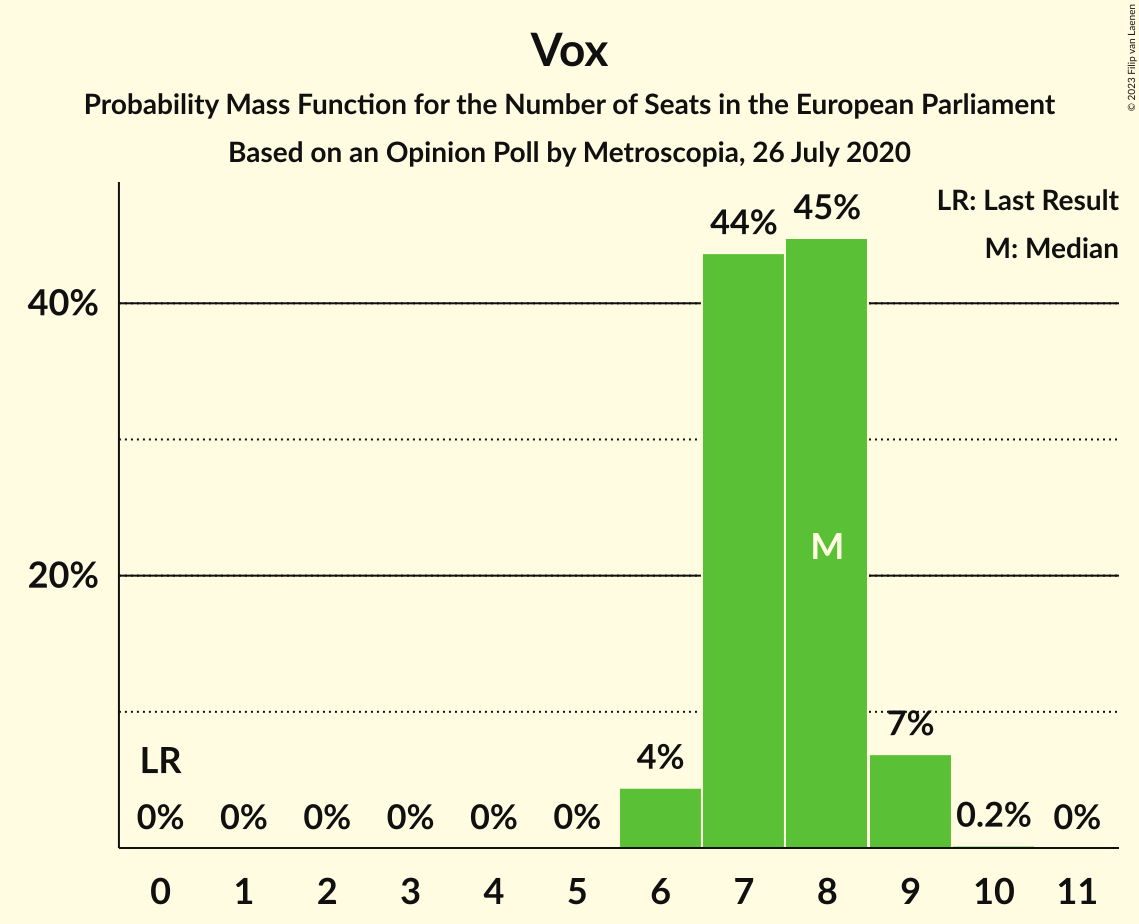 Vox
Probability Mass Function for the Number of Seats in the European Parliament
Based on an Opinion Poll by Metroscopia, 26 July 2020
© 2023 Filip van Laenen
LR: Last Result
M: Median
44%
45%
40%
M
20%
7%
LR
4%
0%
0%
0%
0%
0%
0%
0.2%
0%
0 1 2 3 4 5 6 7 8 9 10 11